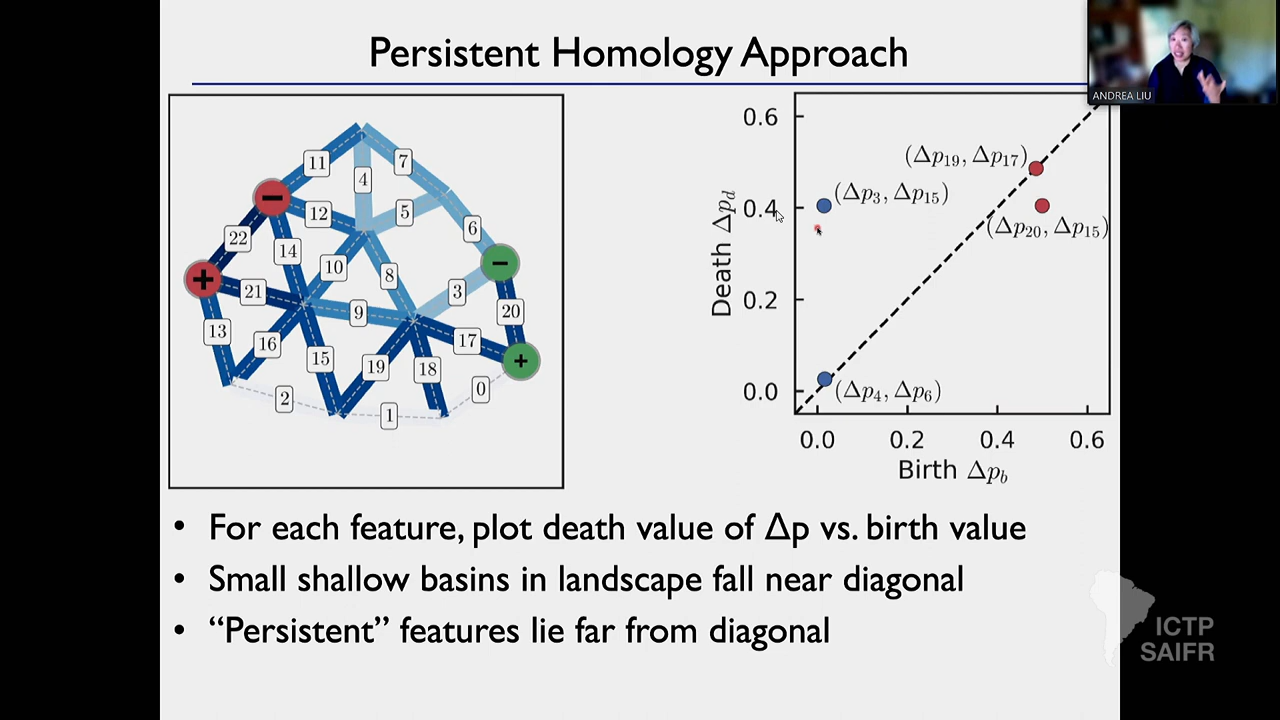 Persistent Homology Approach
ANDREA LIU
11
7
4
−
12
5
22
6
14
10
8
−
+
21
3
9
20
13
16
15
19
18
17
+
2
1
0
Death Δp_d
0.6
0.4
0.2
0.0
(Δp₁₉, Δp₁₇)
(Δp₃, Δp₁₅)
(Δp₂₀, Δp₁₅)
(Δp₄, Δp₆)
0.0 0.2 0.4 0.6
Birth Δp_b
• For each feature, plot death value of Δp vs. birth value
• Small shallow basins in landscape fall near diagonal
• “Persistent” features lie far from diagonal
ICTP
SAIFR